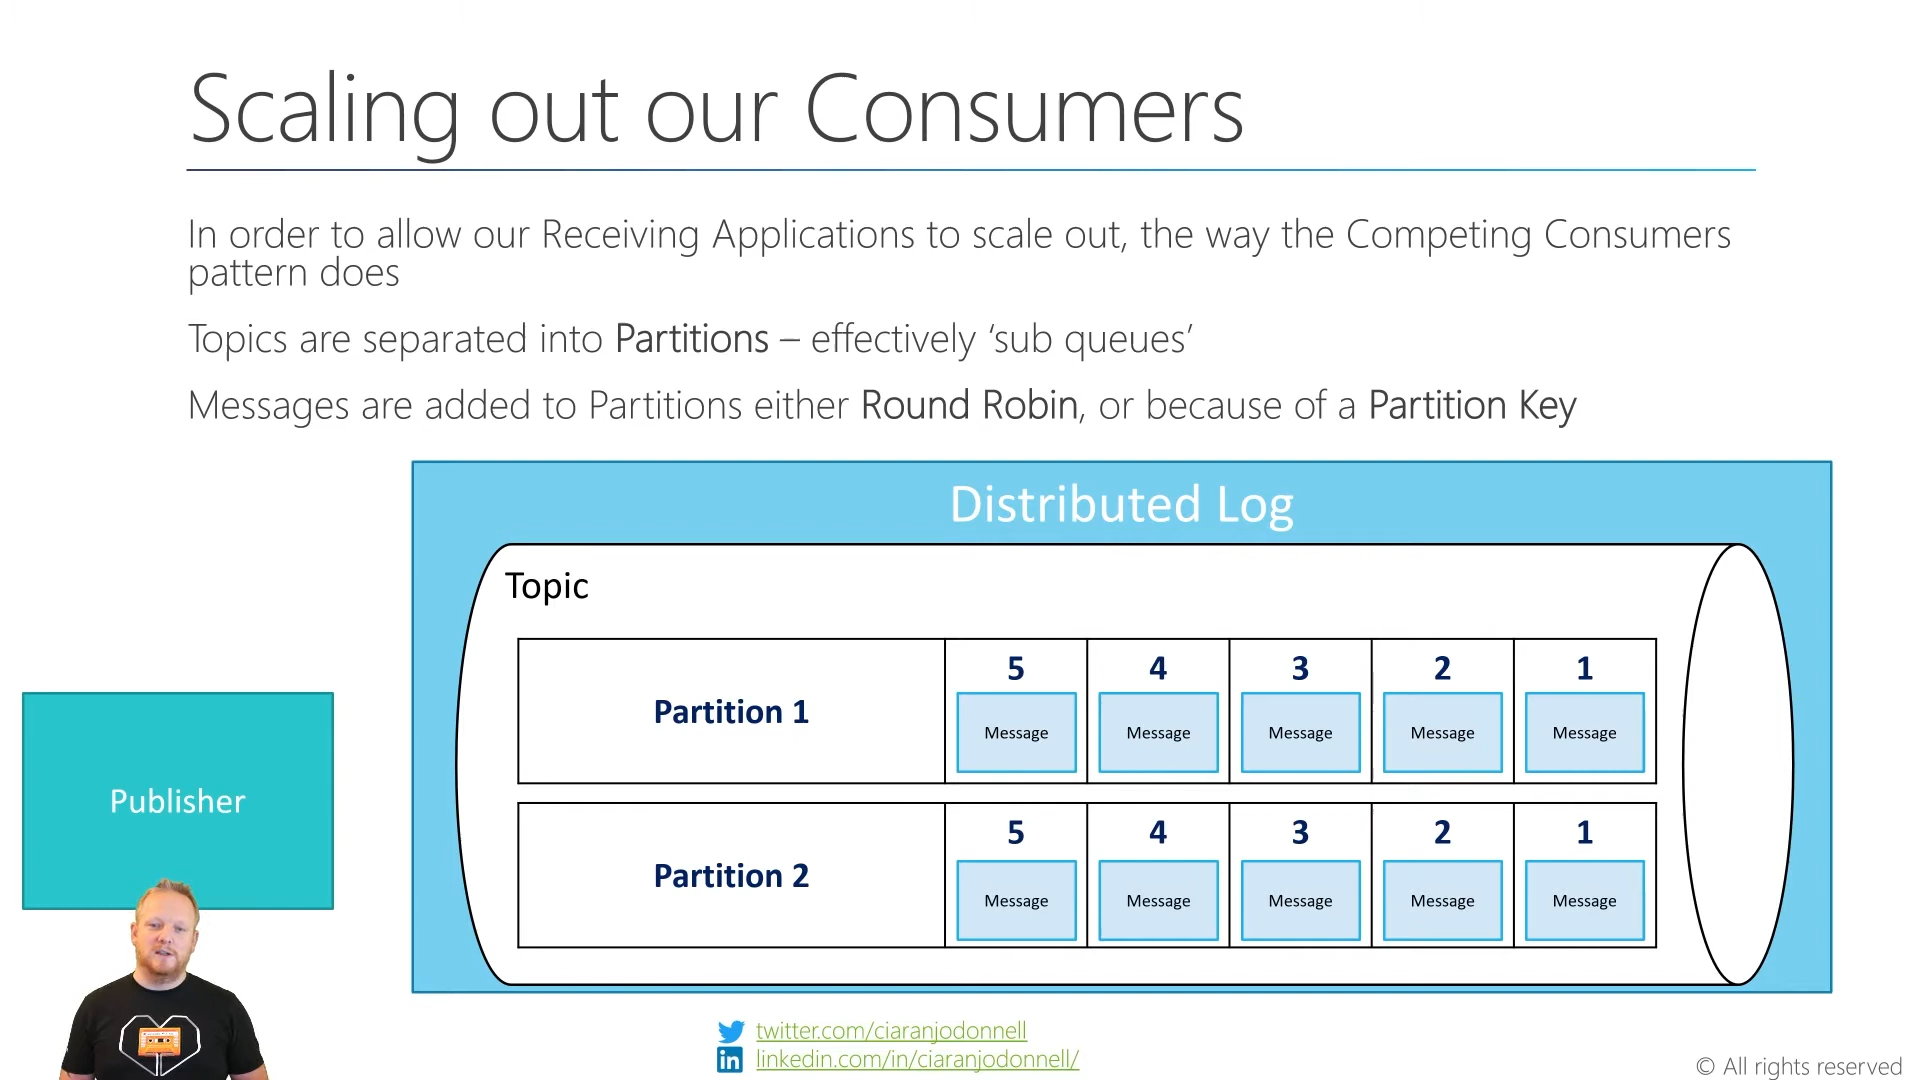 Scaling out our Consumers
In order to allow our Receiving Applications to scale out, the way the Competing Consumers
pattern does
Topics are separated into Partitions – effectively ‘sub queues’
Messages are added to Partitions either Round Robin, or because of a Partition Key
Distributed Log
Topic
Partition 1
5 4 3 2 1
Message Message Message Message Message
Publisher
Partition 2
5 4 3 2 1
Message Message Message Message Message
twitter.com/ciaranjodonnell
linkedin.com/in/ciaranjodonnell/
© All rights reserved